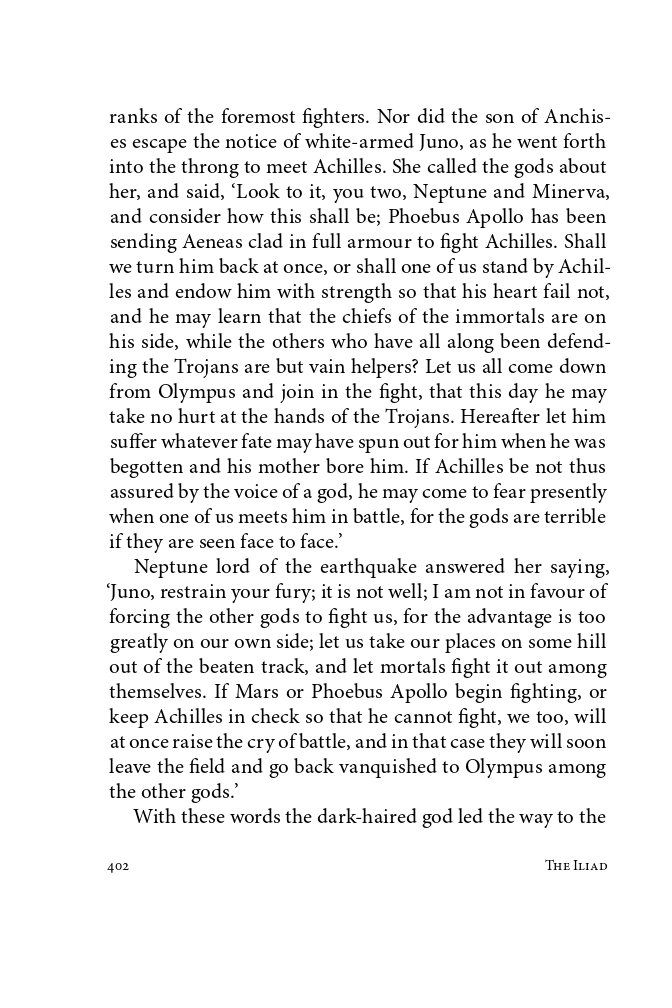 ranks of the foremost fighters. Nor did the son of Anchis-
es escape the notice of white-armed Juno, as he went forth
into the throng to meet Achilles. She called the gods about
her, and said, ‘Look to it, you two, Neptune and Minerva,
and consider how this shall be; Phoebus Apollo has been
sending Aeneas clad in full armour to fight Achilles. Shall
we turn him back at once, or shall one of us stand by Achil-
les and endow him with strength so that his heart fail not,
and he may learn that the chiefs of the immortals are on
his side, while the others who have all along been defend-
ing the Trojans are but vain helpers? Let us all come down
from Olympus and join in the fight, that this day he may
take no hurt at the hands of the Trojans. Hereafter let him
suffer whatever fate may have spun out for him when he was
begotten and his mother bore him. If Achilles be not thus
assured by the voice of a god, he may come to fear presently
when one of us meets him in battle, for the gods are terrible
if they are seen face to face.’
Neptune lord of the earthquake answered her saying,
‘Juno, restrain your fury; it is not well; I am not in favour of
forcing the other gods to fight us, for the advantage is too
greatly on our own side; let us take our places on some hill
out of the beaten track, and let mortals fight it out among
themselves. If Mars or Phoebus Apollo begin fighting, or
keep Achilles in check so that he cannot fight, we too, will
at once raise the cry of battle, and in that case they will soon
leave the field and go back vanquished to Olympus among
the other gods.’
With these words the dark-haired god led the way to the
402 The Iliad